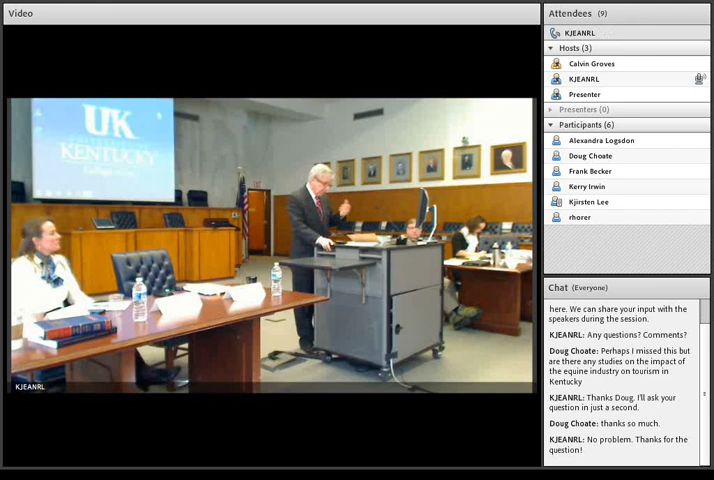 Video
UK
KENTUCKY
KJEANRL
Attendees (9)
KJEANRL
Hosts (3)
Calvin Groves
KJEANRL
Presenter
Presenters (0)
Participants (6)
Alexandra Logsdon
Doug Choate
Frank Becker
Kerry Irwin
Kjirsten Lee
rhorer
Chat (Everyone)
here. We can share your input with the
speakers during the session.
KJEANRL: Any questions? Comments?
Doug Choate: Perhaps I missed this but
are there any studies on the impact of
the equine industry on tourism in
Kentucky
KJEANRL: Thanks Doug. I'll ask your
question in just a second.
Doug Choate: thanks so much.
KJEANRL: No problem. Thanks for the
question!